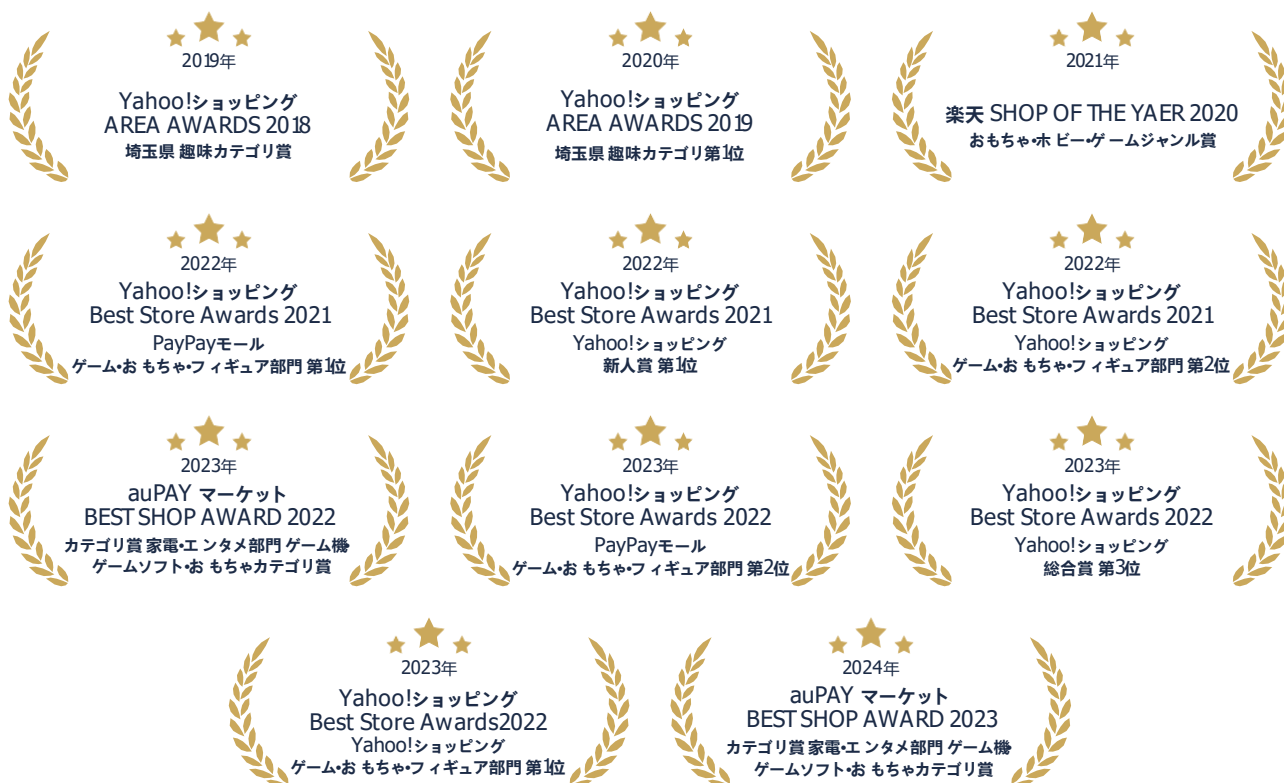 2019年
Yahoo!ショッピング
AREA AWARDS 2018
埼玉県 趣味カテゴリ賞
2020年
Yahoo!ショッピング
AREA AWARDS 2019
埼玉県 趣味カテゴリ第1位
2021年
楽天 SHOP OF THE YAER 2020
おもちゃ・ホビー・ゲームジャンル賞
2022年
Yahoo!ショッピング
Best Store Awards 2021
PayPayモール
ゲーム・おもちゃ・フィギュア部門 第1位
2022年
Yahoo!ショッピング
Best Store Awards 2021
Yahoo!ショッピング
新人賞 第1位
2022年
Yahoo!ショッピング
Best Store Awards 2021
Yahoo!ショッピング
ゲーム・おもちゃ・フィギュア部門 第2位
2023年
auPAY マーケット
BEST SHOP AWARD 2022
カテゴリ賞 家電・エンタメ部門 ゲーム機・
ゲームソフト・おもちゃカテゴリ賞
2023年
Yahoo!ショッピング
Best Store Awards 2022
PayPayモール
ゲーム・おもちゃ・フィギュア部門 第2位
2023年
Yahoo!ショッピング
Best Store Awards 2022
Yahoo!ショッピング
総合賞 第3位
2023年
Yahoo!ショッピング
Best Store Awards2022
Yahoo!ショッピング
ゲーム・おもちゃ・フィギュア部門 第1位
2024年
auPAY マーケット
BEST SHOP AWARD 2023
カテゴリ賞 家電・エンタメ部門 ゲーム機・
ゲームソフト・おもちゃカテゴリ賞